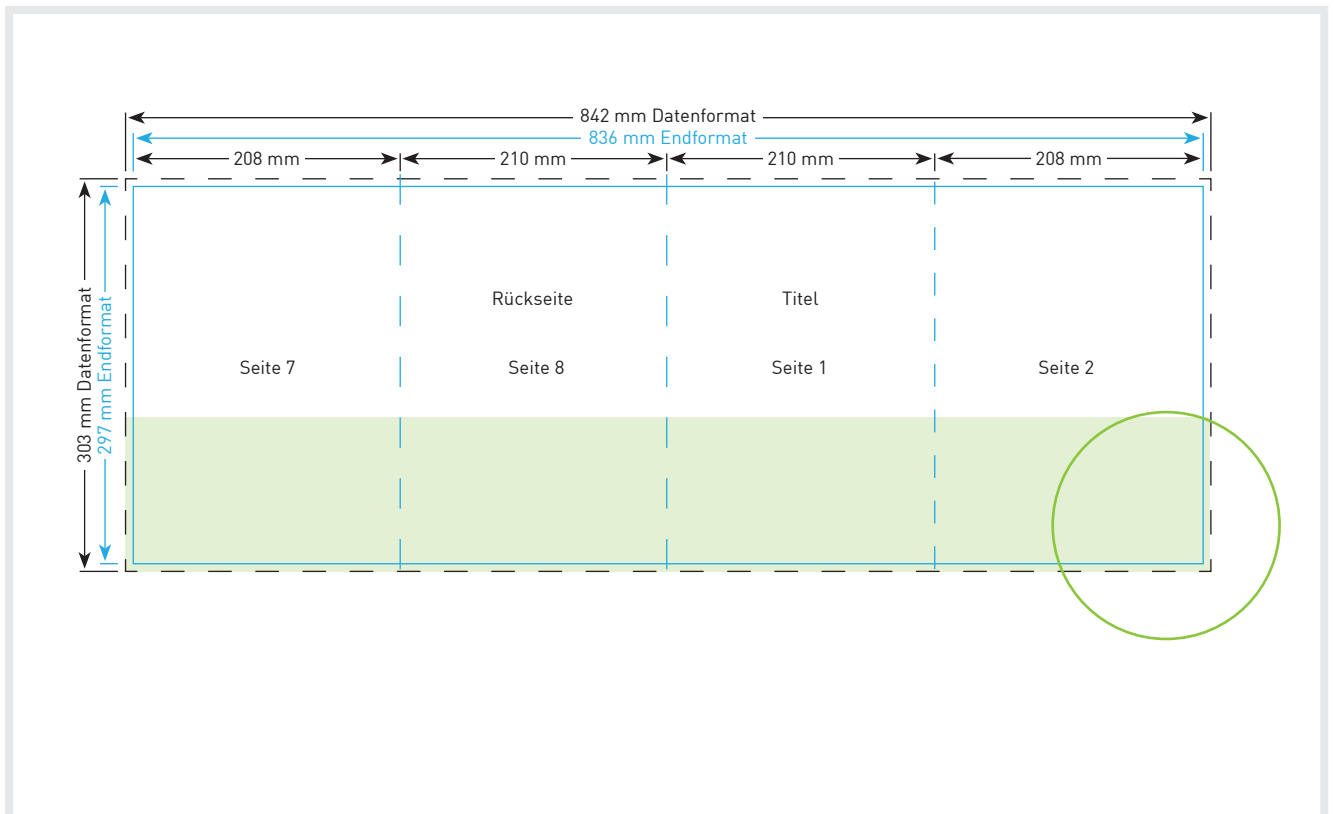 842 mm Datenformat
836 mm Endformat
208 mm
210 mm
210 mm
208 mm
303 mm Datenformat
297 mm Endformat
Rückseite
Titel
Seite 7
Seite 8
Seite 1
Seite 2